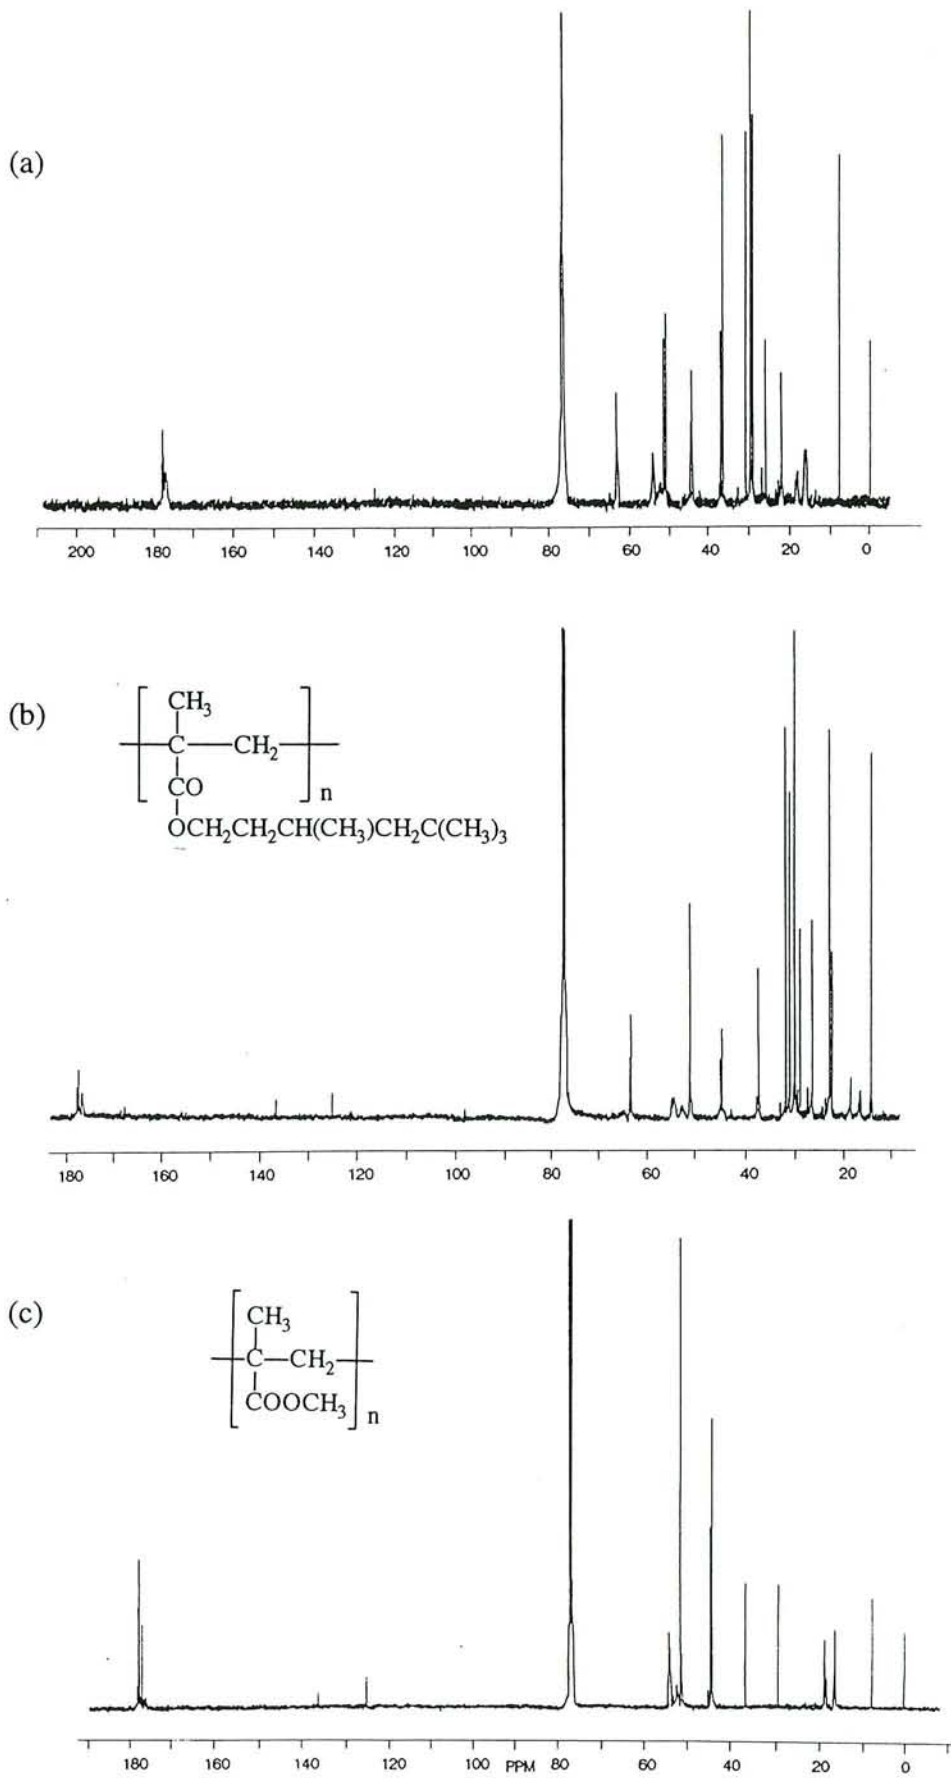 (a)
200 180 160 140 120 100 80 60 40 20 0
(b)
CH3
C CH2
CO
n
OCH2CH2CH(CH3)CH2C(CH3)3
180 160 140 120 100 80 60 40 20
(c)
CH3
C CH2
COOCH3
n
180 160 140 120 100 PPM 80 60 40 20 0